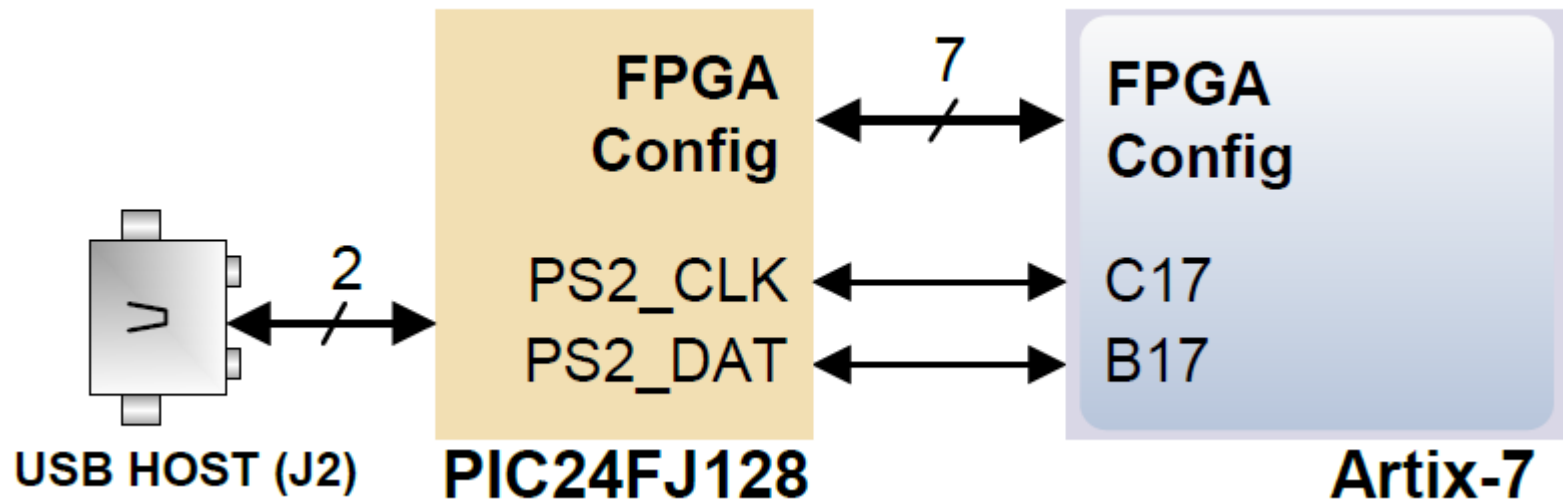 FPGA
Config
7
FPGA
Config
2
PS2_CLK
C17
PS2_DAT
B17
USB HOST (J2)
PIC24FJ128
Artix-7